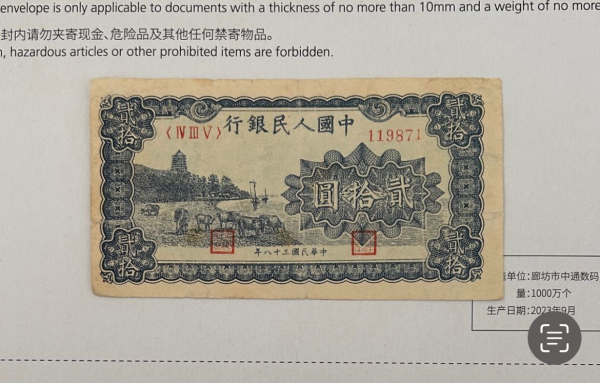 envelope is only applicable to documents with a thickness of no more than 10mm and a weight of no more
封内请勿夹寄现金、危险品及其他任何禁寄物品。
, hazardous articles or other prohibited items are forbidden.
貳拾
貳拾
行銀民人國中
〈ⅣⅢⅤ〉
119871
圓拾貳
年八卅國民華中
貳拾
貳拾
单位：廊坊市中通数码
量：1000万个
生产日期：2023年9月